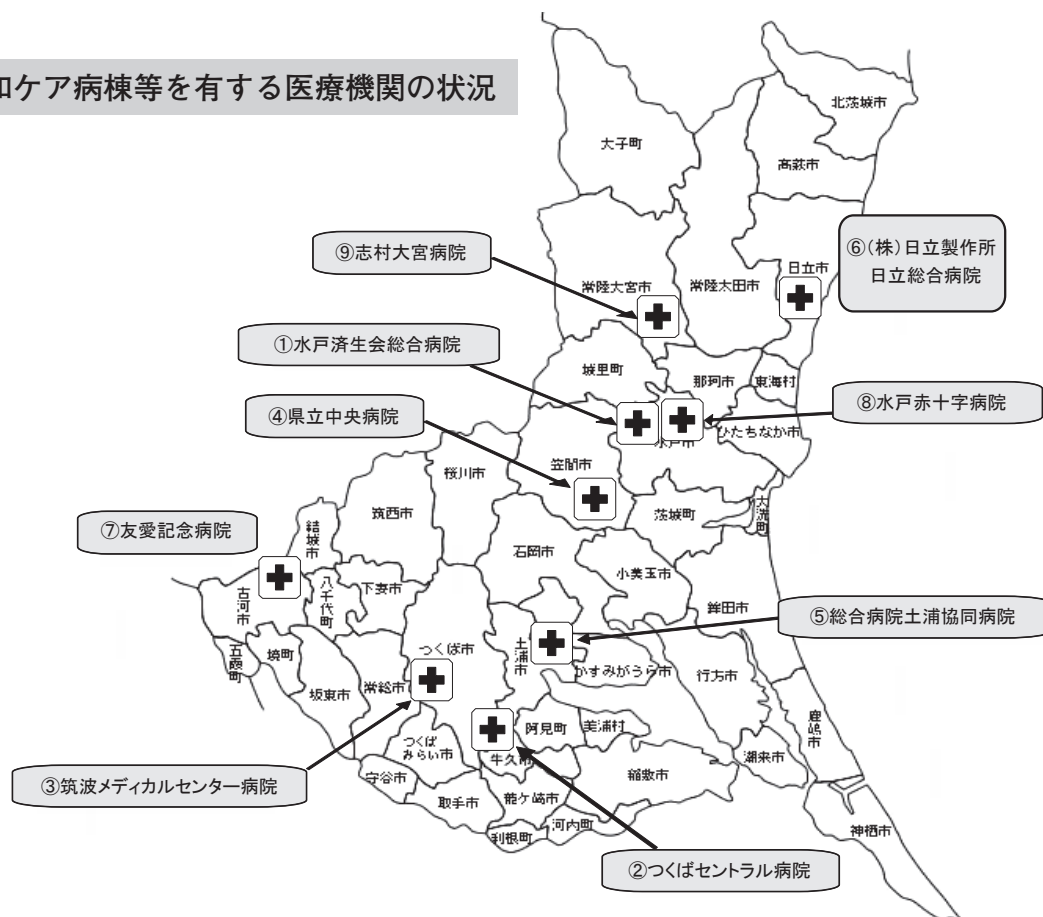 和ケア病棟等を有する医療機関の状況
北茨城市
大子町
高萩市
⑥(株)日立製作所
日立総合病院
⑨志村大宮病院
日立市
常陸大宮市
常陸太田市
①水戸済生会総合病院
城里町
那珂市
東海村
⑧水戸赤十字病院
④県立中央病院
水戸市
ひたちなか市
笠間市
桜川市
筑西市
茨城町
大洗町
⑦友愛記念病院
結城市
石岡市
小美玉市
古河市
八千代町
下妻市
鉾田市
⑤総合病院土浦協同病院
五霞町
境町
つくば市
土浦市
かすみがうら市
行方市
坂東市
常総市
鹿嶋市
つくば
みらい市
阿見町
美浦村
牛久市
潮来市
守谷市
稲敷市
③筑波メディカルセンター病院
取手市
龍ケ崎市
河内町
利根町
神栖市
②つくばセントラル病院